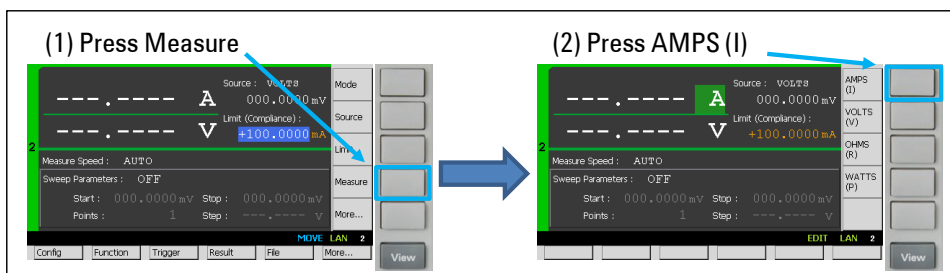 (1) Press Measure
(2) Press AMPS (I)
---.---- A
Source : VOLTS
000.0000 mV
Limit (Compliance) :
---.---- V
+100.0000 mA
2
Measure Speed : AUTO
Sweep Parameters : OFF
Start : 000.0000 mV Stop : 000.0000 mV
Points : 1 Step : ---.---- V
MOVE LAN 2
Mode
Source
Limit
Measure
More...
Config Function Trigger Result File More...
View
---.---- A
Source : VOLTS
000.0000 mV
Limit (Compliance) :
---.---- V
+100.0000 mA
2
Measure Speed : AUTO
Sweep Parameters : OFF
Start : 000.0000 mV Stop : 000.0000 mV
Points : 1 Step : ---.---- V
EDIT LAN 2
AMPS
(I)
VOLTS
(V)
OHMS
(R)
WATTS
(P)
View